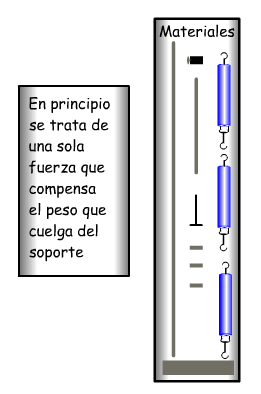 Materiales
En principio
se trata de
una sola
fuerza que
compensa
el peso que
cuelga del
soporte